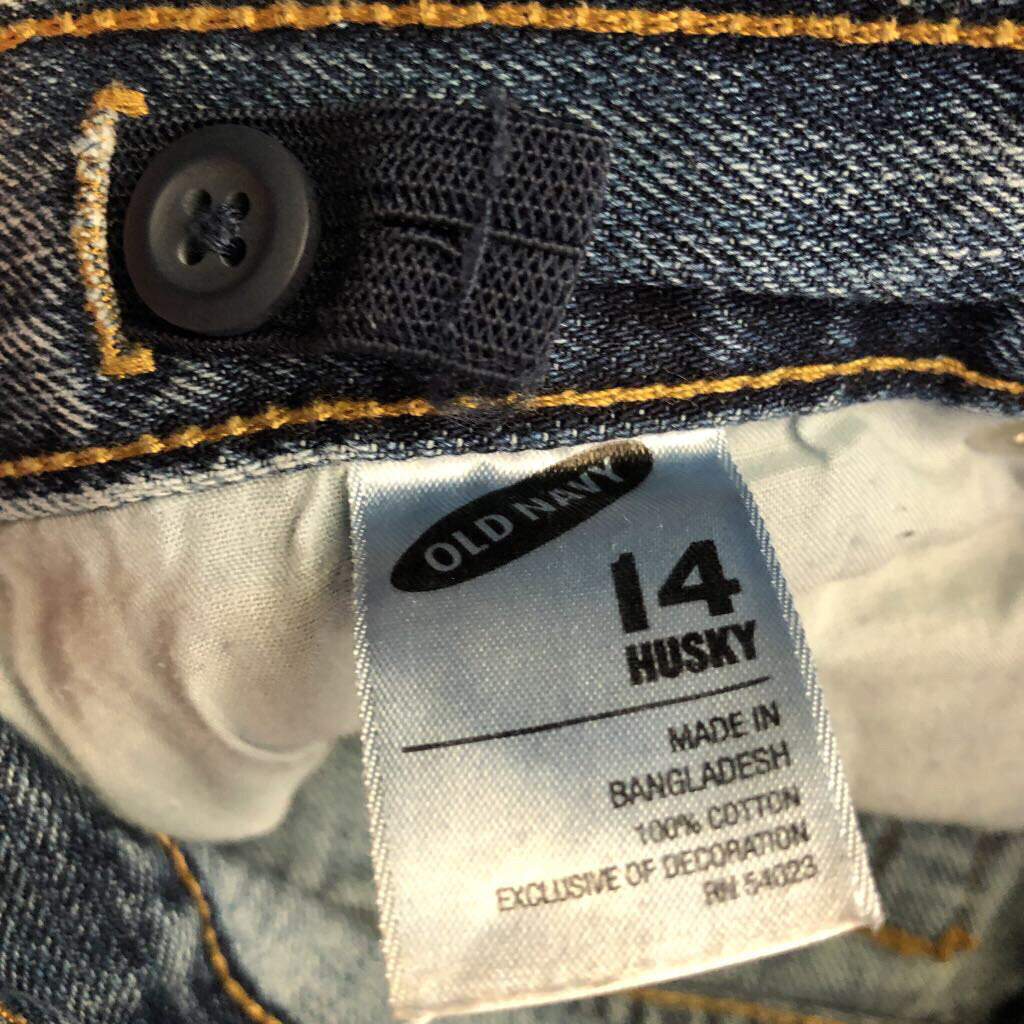 OLD NAVY
14
HUSKY
MADE IN
BANGLADESH
100% COTTON
EXCLUSIVE OF DECORATION
RN 54023